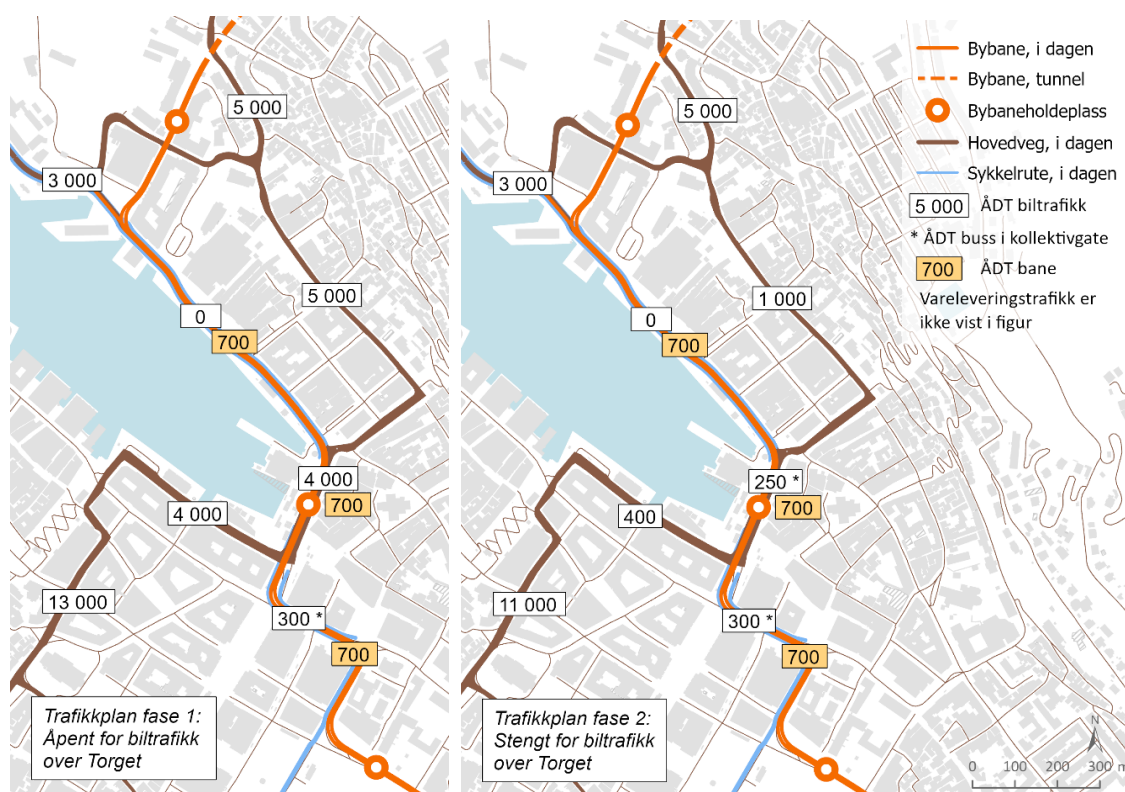 5 000
3 000
5 000
0
700
4 000
700
4 000
13 000
300 *
700
Trafikkplan fase 1:
Åpent for biltrafikk
over Torget
5 000
3 000
1 000
0
700
250 *
700
400
11 000
300 *
700
Trafikkplan fase 2:
Stengt for biltrafikk
over Torget
Bybane, i dagen
Bybane, tunnel
Bybaneholdeplass
Hovedveg, i dagen
Sykkelrute, i dagen
5 000 ÅDT biltrafikk
* ÅDT buss i kollektivgate
700 ÅDT bane
Vareleveringstrafikk er
ikke vist i figur
N
0 100 200 300 m